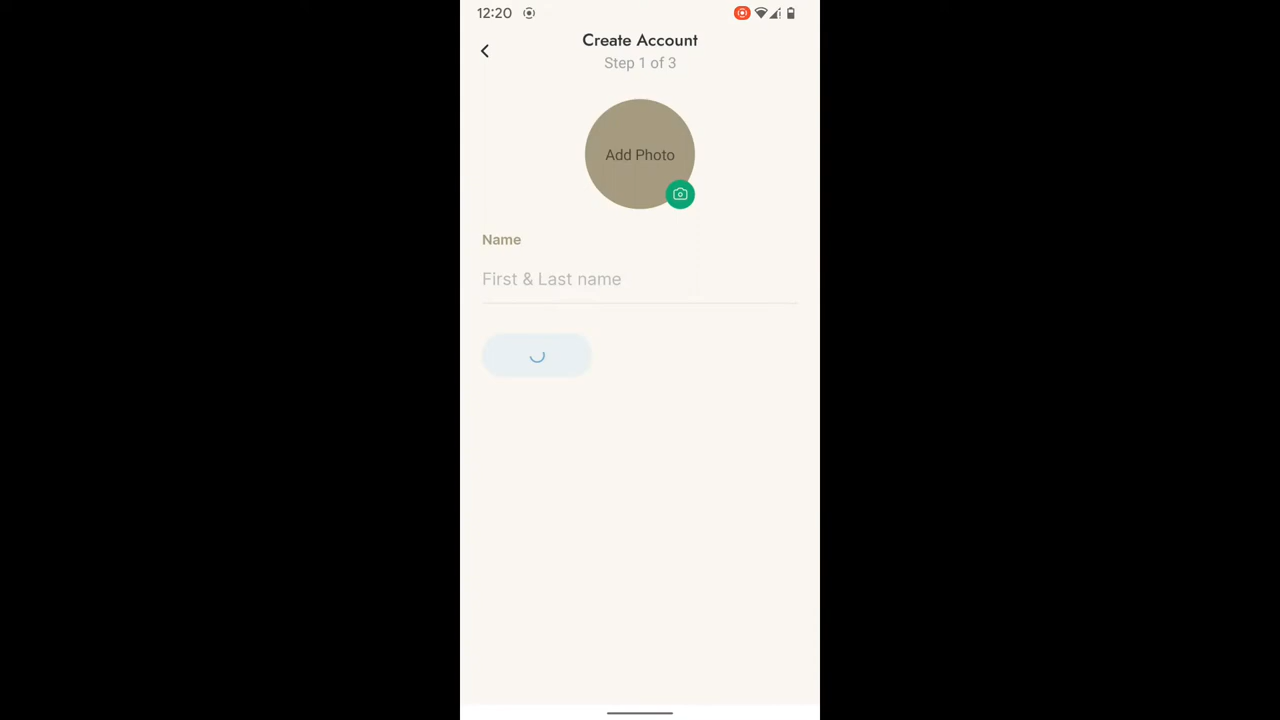 12:20
Create Account
Step 1 of 3
Add Photo
Name
First & Last name